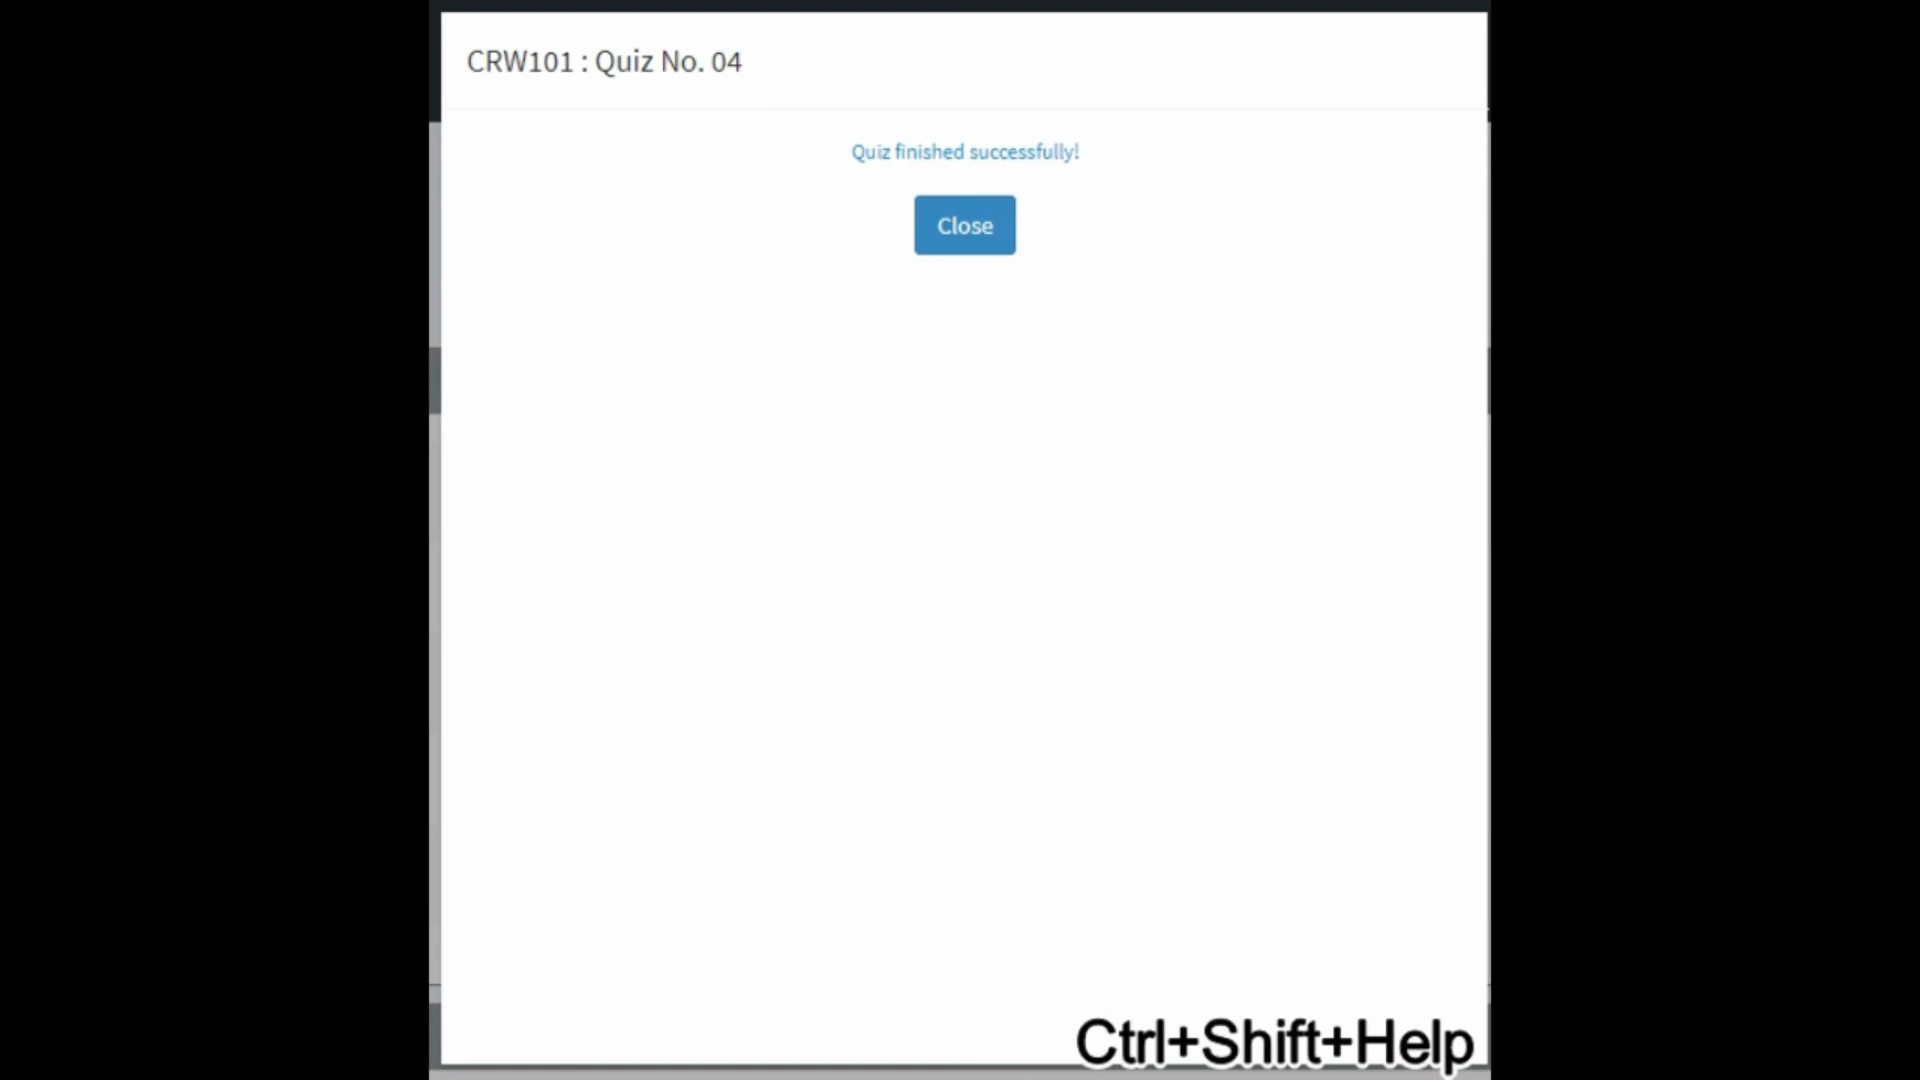 CRW101 : Quiz No. 04
Quiz finished successfully!
Close
Ctrl+Shift+Help